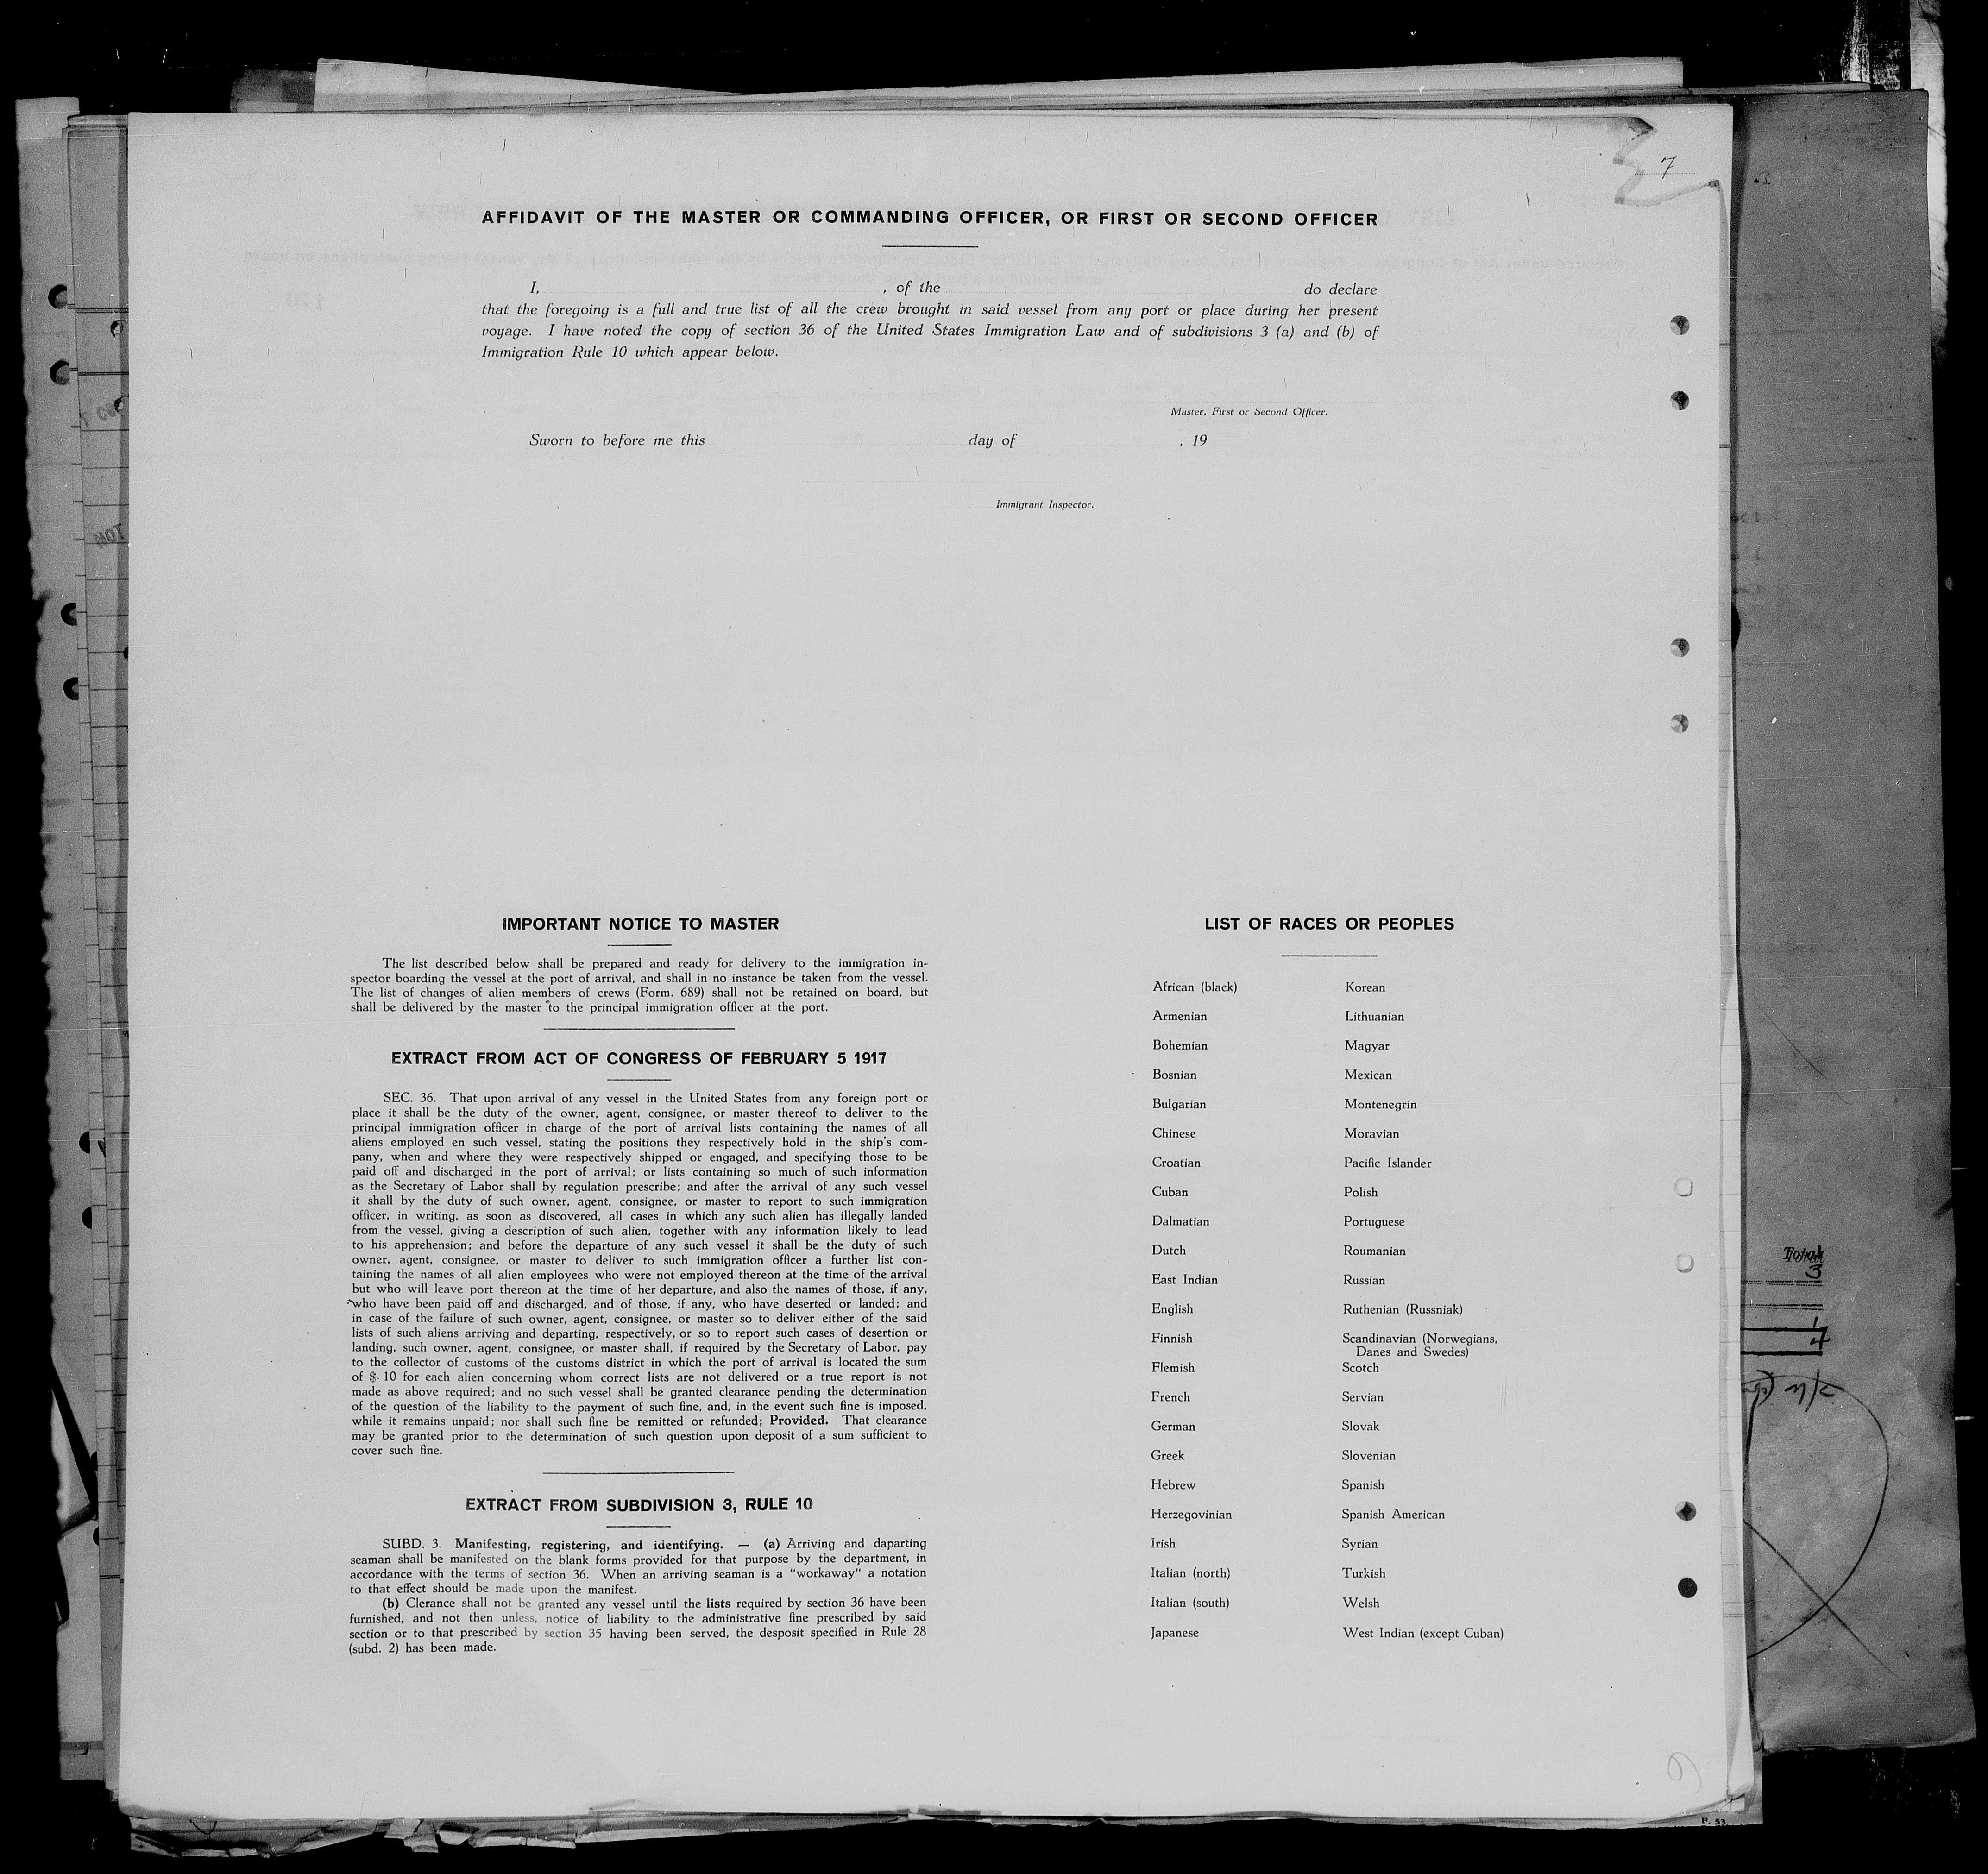 7
AFFIDAVIT OF THE MASTER OR COMMANDING OFFICER, OR FIRST OR SECOND OFFICER
I, , of the do declare
that the foregoing is a full and true list of all the crew brought in said vessel from any port or place during her present
voyage. I have noted the copy of section 36 of the United States Immigration Law and of subdivisions 3 (a) and (b) of
Immigration Rule 10 which appear below.
Master, First or Second Officer.
Sworn to before me this day of , 19
Immigrant Inspector.
IMPORTANT NOTICE TO MASTER
The list described below shall be prepared and ready for delivery to the immigration in-
spector boarding the vessel at the port of arrival, and shall in no instance be taken from the vessel.
The list of changes of alien members of crews (Form. 689) shall not be retained on board, but
shall be delivered by the master to the principal immigration officer at the port.
EXTRACT FROM ACT OF CONGRESS OF FEBRUARY 5 1917
SEC. 36. That upon arrival of any vessel in the United States from any foreign port or
place it shall be the duty of the owner, agent, consignee, or master thereof to deliver to the
principal immigration officer in charge of the port of arrival lists containing the names of all
aliens employed en such vessel, stating the positions they respectively hold in the ship's com-
pany, when and where they were respectively shipped or engaged, and specifying those to be
paid off and discharged in the port of arrival; or lists containing so much of such information
as the Secretary of Labor shall by regulation prescribe; and after the arrival of any such vessel
it shall by the duty of such owner, agent, consignee, or master to report to such immigration
officer, in writing, as soon as discovered, all cases in which any such alien has illegally landed
from the vessel, giving a description of such alien, together with any information likely to lead
to his apprehension; and before the departure of any such vessel it shall be the duty of such
owner, agent, consignee, or master to deliver to such immigration officer a further list con-
taining the names of all alien employees who were not employed thereon at the time of the arrival
but who will leave port thereon at the time of her departure, and also the names of those, if any,
who have been paid off and discharged, and of those, if any, who have deserted or landed; and
in case of the failure of such owner, agent, consignee, or master so to deliver either of the said
lists of such aliens arriving and departing, respectively, or so to report such cases of desertion or
landing, such owner, agent, consignee, or master shall, if required by the Secretary of Labor, pay
to the collector of customs of the customs district in which the port of arrival is located the sum
of $ 10 for each alien concerning whom correct lists are not delivered or a true report is not
made as above required; and no such vessel shall be granted clearance pending the determination
of the question of the liability to the payment of such fine, and, in the event such fine is imposed,
while it remains unpaid; nor shall such fine be remitted or refunded; Provided. That clearance
may be granted prior to the determination of such question upon deposit of a sum sufficient to
cover such fine.
EXTRACT FROM SUBDIVISION 3, RULE 10
SUBD. 3. Manifesting, registering, and identifying. — (a) Arriving and daparting
seaman shall be manifested on the blank forms provided for that purpose by the department, in
accordance with the terms of section 36. When an arriving seaman is a "workaway" a notation
to that effect should be made upon the manifest.
(b) Clerance shall not be granted any vessel until the lists required by section 36 have been
furnished, and not then unless, notice of liability to the administrative fine prescribed by said
section or to that prescribed by section 35 having been served, the desposit specified in Rule 28
(subd. 2) has been made.
LIST OF RACES OR PEOPLES
African (black) Korean
Armenian Lithuanian
Bohemian Magyar
Bosnian Mexican
Bulgarian Montenegrin
Chinese Moravian
Croatian Pacific Islander
Cuban Polish
Dalmatian Portuguese
Dutch Roumanian
East Indian Russian
English Ruthenian (Russniak)
Finnish Scandinavian (Norwegians,
Danes and Swedes)
Flemish Scotch
French Servian
German Slovak
Greek Slovenian
Hebrew Spanish
Herzegovinian Spanish American
Irish Syrian
Italian (north) Turkish
Italian (south) Welsh
Japanese West Indian (except Cuban)
Total
3
1
4
9